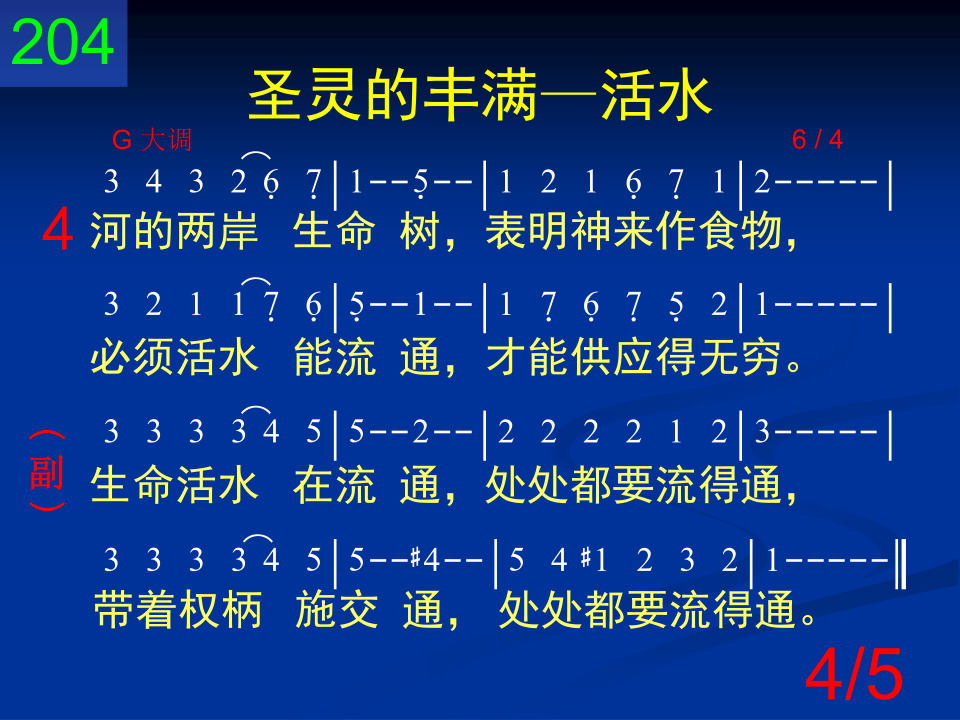 204
圣灵的丰满—活水
G 大调 6 / 4
3 4 3 2 6̣ 7̣ | 1 - - 5̣ - - | 1 2 1 6̣ 7̣ 1 | 2 - - - - - |
4 河的两岸 生命 树，表明神来作食物，
3 2 1 1 7̣ 6̣ | 5̣ - - 1 - - | 1 7̣ 6̣ 7̣ 5̣ 2 | 1 - - - - - |
必须活水 能流 通，才能供应得无穷。
3 3 3 3 4 5 | 5 - - 2 - - | 2 2 2 2 1 2 | 3 - - - - - |
（副） 生命活水 在流 通，处处都要流得通，
3 3 3 3 4 5 | 5 - - #4 - - | 5 4 #1 2 3 2 | 1 - - - - - ‖
带着权柄 施交 通， 处处都要流得通。
4/5